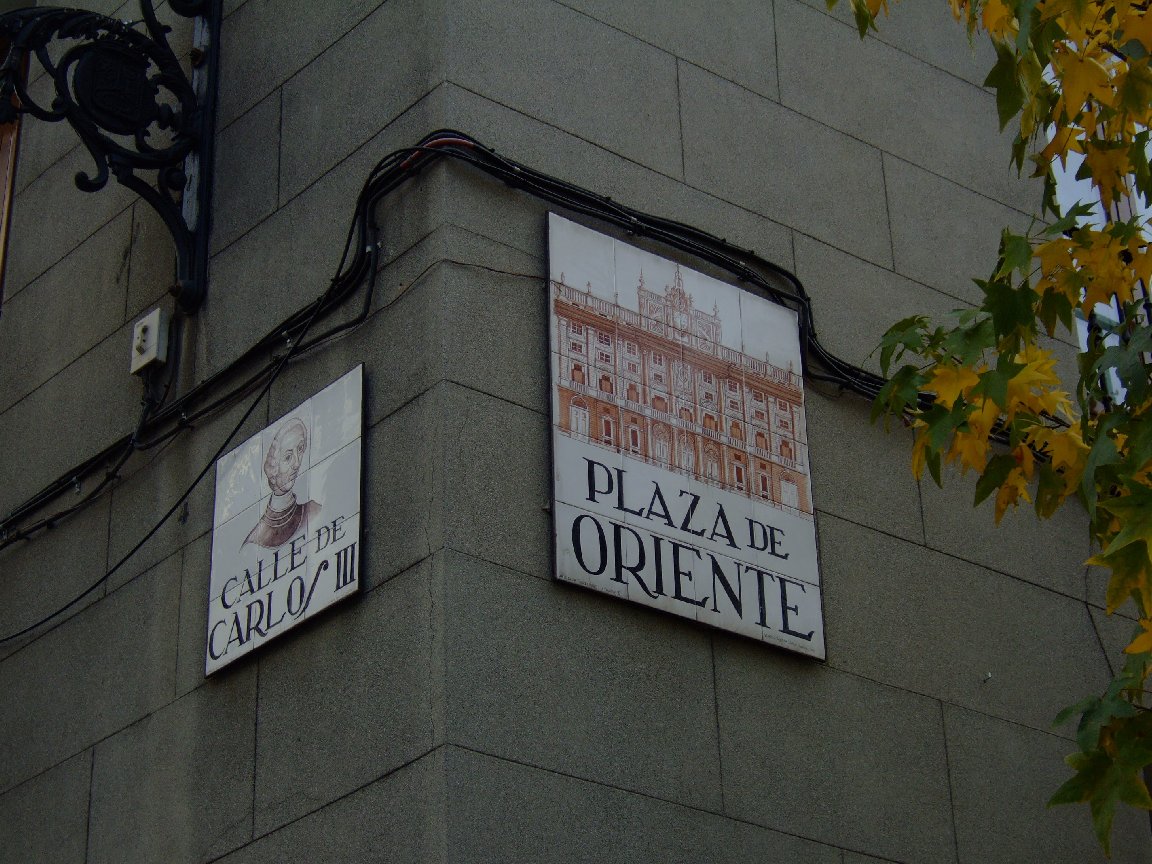 CALLE DE
CARLOS III
PLAZA DE
ORIENTE